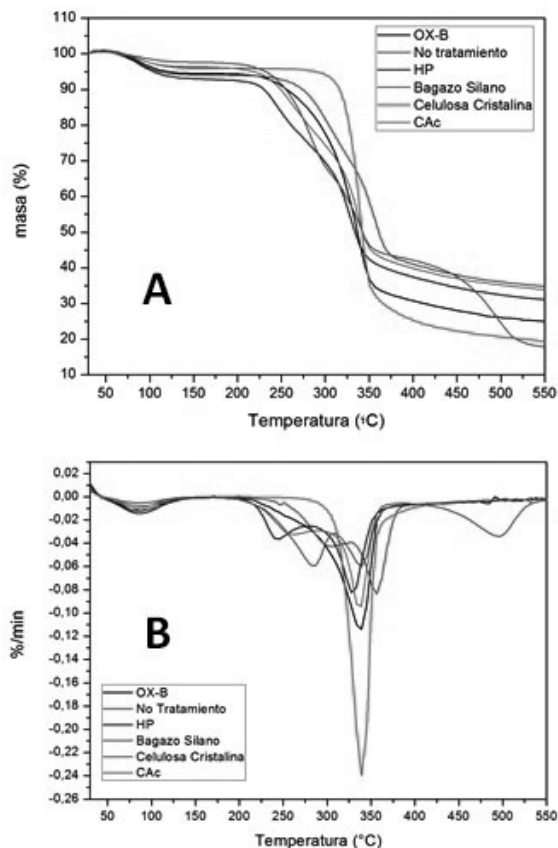 110
100
90
80
70
60
50
40
30
20
10
masa (%)
OX-B
No tratamiento
HP
Bagazo Silano
Celulosa Cristalina
CAc
A
50 100 150 200 250 300 350 400 450 500 550
Temperatura (ºC)
0,02
0,00
-0,02
-0,04
-0,06
-0,08
-0,10
-0,12
-0,14
-0,16
-0,18
-0,20
-0,22
-0,24
-0,26
%/min
B
OX-B
No Tratamiento
HP
Bagazo Silano
Celulosa Cristalina
CAc
50 100 150 200 250 300 350 400 450 500 550
Temperatura (°C)